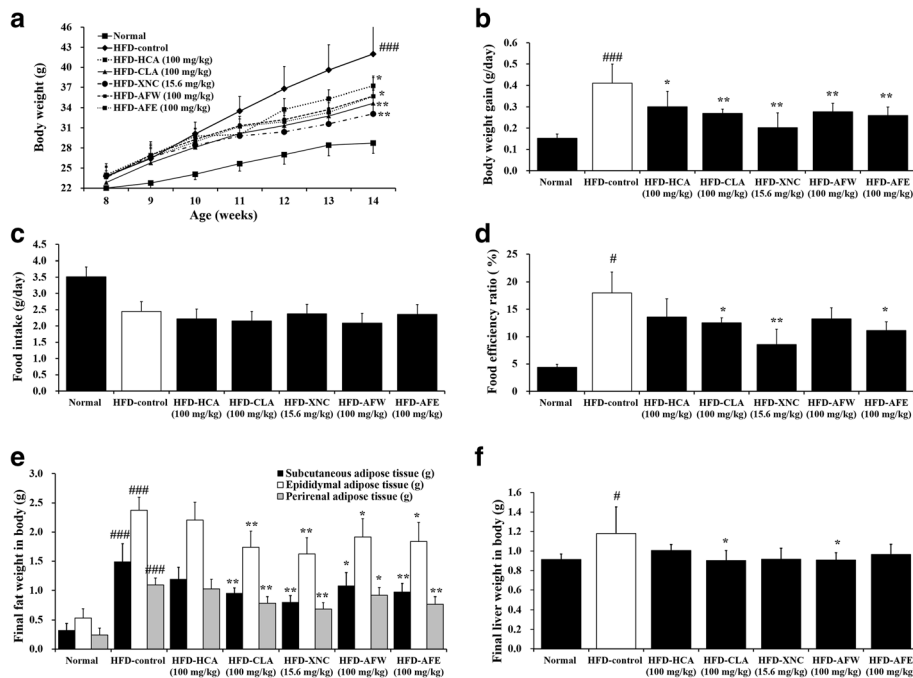 a
Body weight (g)
46
43
40
37
34
31
28
25
22
Normal
HFD-control
HFD-HCA (100 mg/kg)
HFD-CLA (100 mg/kg)
HFD-XNC (15.6 mg/kg)
HFD-AFW (100 mg/kg)
HFD-AFE (100 mg/kg)
###
*
*
**
**
8 9 10 11 12 13 14
Age (weeks)
b
Body weight gain (g/day)
0.6
0.5
0.4
0.3
0.2
0.1
0.0
###
*
**
**
**
**
Normal HFD-control HFD-HCA HFD-CLA HFD-XNC HFD-AFW HFD-AFE
(100 mg/kg) (100 mg/kg) (15.6 mg/kg) (100 mg/kg) (100 mg/kg)
c
Food intake (g/day)
4.5
4.0
3.5
3.0
2.5
2.0
1.5
1.0
0.5
0.0
Normal HFD-control HFD-HCA HFD-CLA HFD-XNC HFD-AFW HFD-AFE
(100 mg/kg) (100 mg/kg) (15.6 mg/kg) (100 mg/kg) (100 mg/kg)
d
Food efficiency ratio ( %)
25
20
15
10
5
0
#
*
**
*
Normal HFD-control HFD-HCA HFD-CLA HFD-XNC HFD-AFW HFD-AFE
(100 mg/kg) (100 mg/kg) (15.6 mg/kg) (100 mg/kg) (100 mg/kg)
e
Final fat weight in body (g)
3.0
2.5
2.0
1.5
1.0
0.5
0.0
Subcutaneous adipose tissue (g)
Epididymal adipose tissue (g)
Perirenal adipose tissue (g)
### ### ###
** ** **
** ** **
* * *
** * **
Normal HFD-control HFD-HCA HFD-CLA HFD-XNC HFD-AFW HFD-AFE
(100 mg/kg) (100 mg/kg) (15.6 mg/kg) (100 mg/kg) (100 mg/kg)
f
Final liver weight in body (g)
1.6
1.4
1.2
1.0
0.8
0.6
0.4
0.2
0.0
#
*
*
Normal HFD-control HFD-HCA HFD-CLA HFD-XNC HFD-AFW HFD-AFE
(100 mg/kg) (100 mg/kg) (15.6 mg/kg) (100 mg/kg) (100 mg/kg)